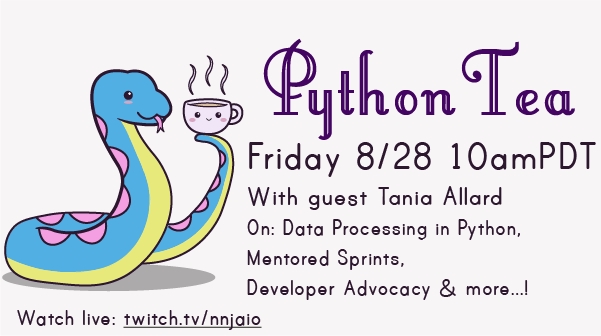 Python Tea
Friday 8/28 10amPDT
With guest Tania Allard
On: Data Processing in Python,
Mentored Sprints,
Developer Advocacy & more...!
Watch live: twitch.tv/nnjaio